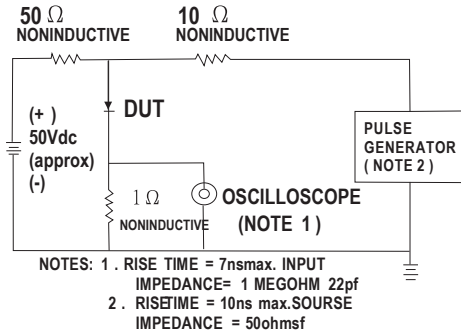 50 Ω
NONINDUCTIVE
10 Ω
NONINDUCTIVE
(+ )
50Vdc
(approx)
(-)
DUT
PULSE
GENERATOR
( NOTE 2 )
1 Ω
NONINDUCTIVE
OSCILLOSCOPE
(NOTE 1 )
NOTES: 1 . RISE TIME = 7nsmax. INPUT
IMPEDANCE= 1 MEGOHM 22pf
2 . RISETIME = 10ns max.SOURSE
IMPEDANCE = 50ohmsf